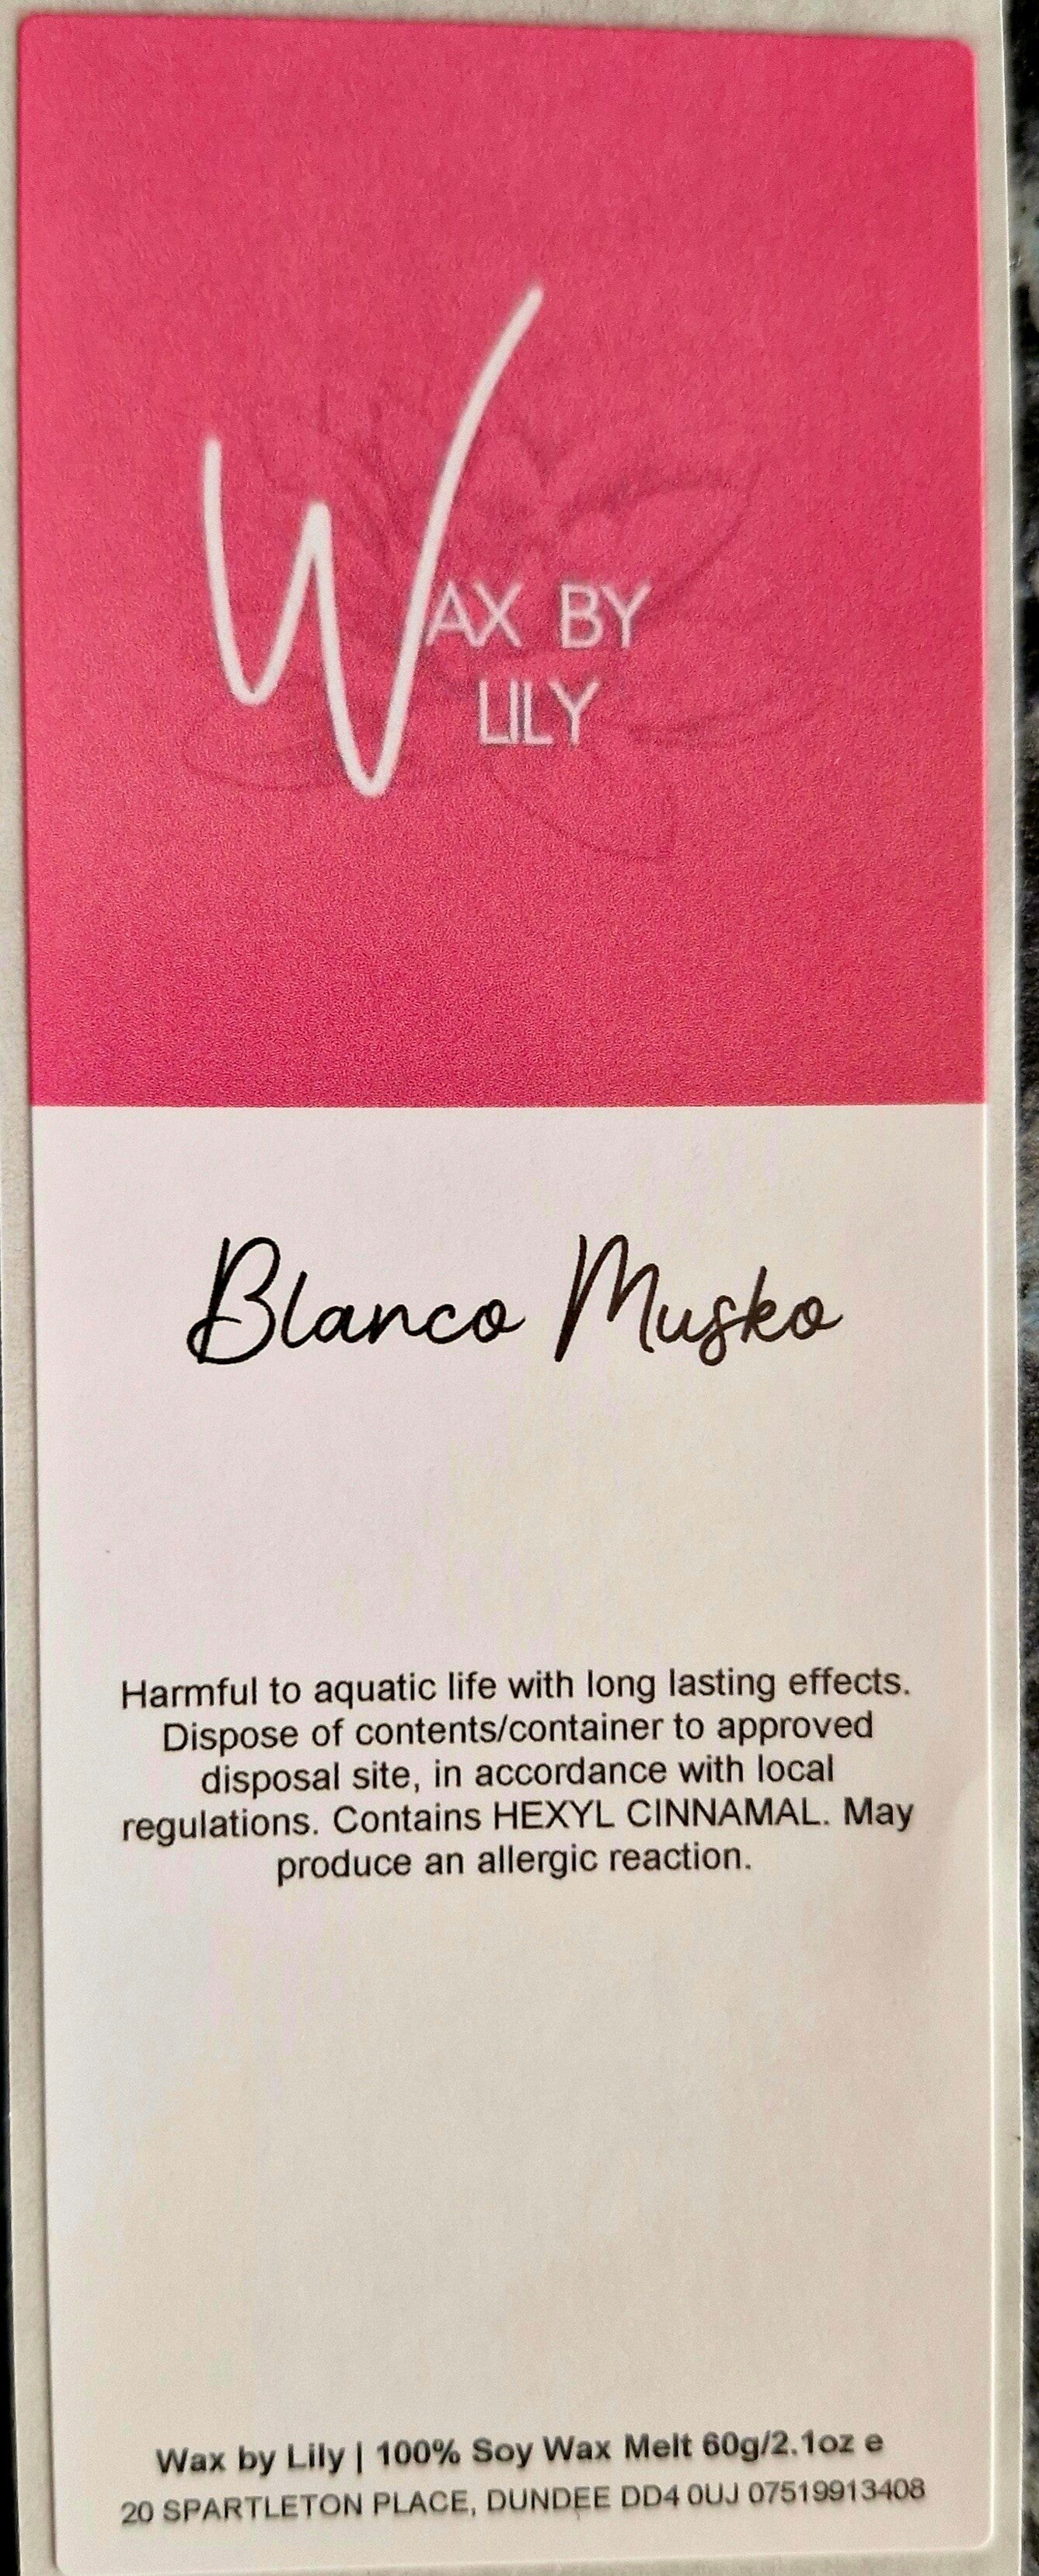 WAX BY
LILY
Blanco Musko
Harmful to aquatic life with long lasting effects.
Dispose of contents/container to approved
disposal site, in accordance with local
regulations. Contains HEXYL CINNAMAL. May
produce an allergic reaction.
Wax by Lily | 100% Soy Wax Melt 60g/2.1oz e
20 SPARTLETON PLACE, DUNDEE DD4 0UJ 07519913408